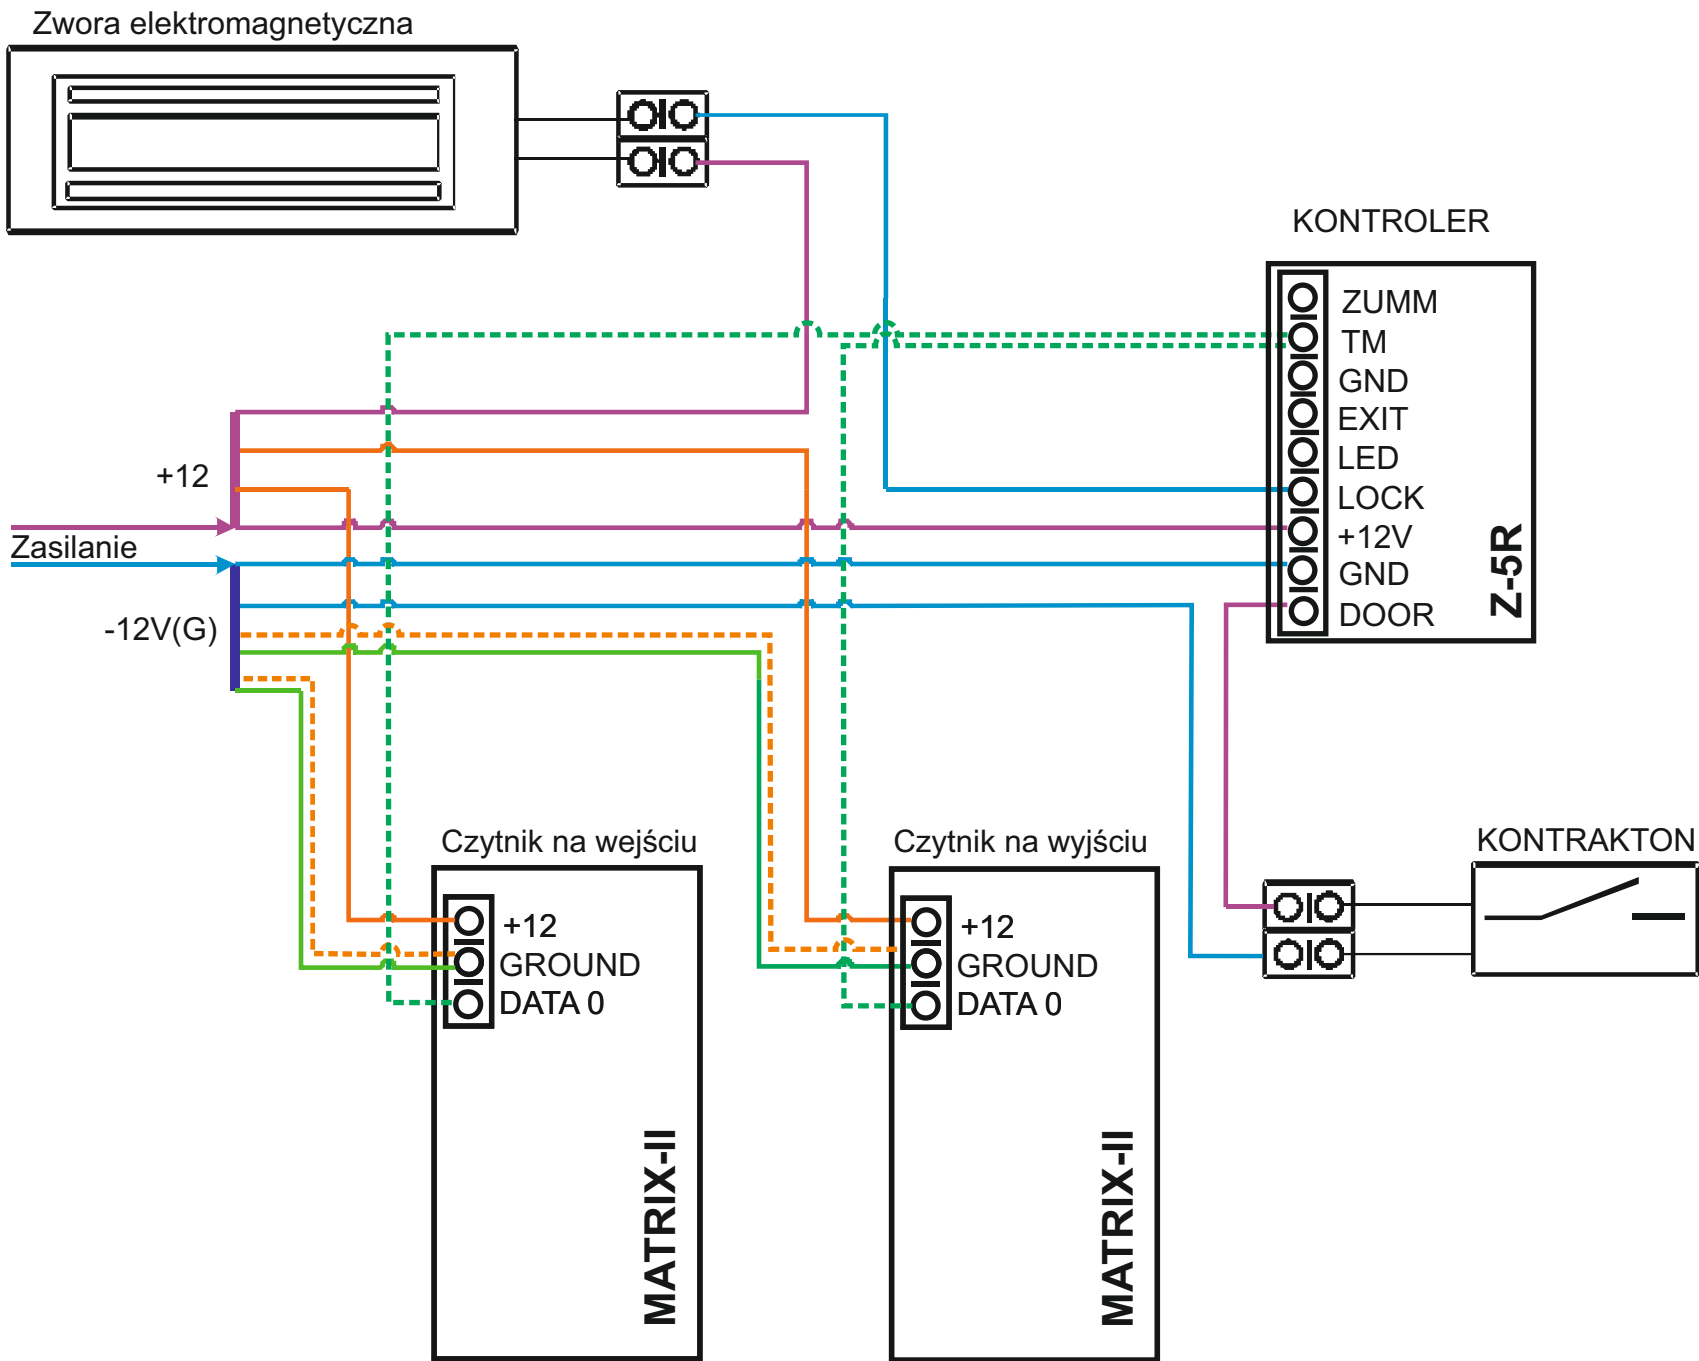 Zwora elektromagnetyczna
KONTROLER
ZUMM
TM
GND
EXIT
LED
LOCK
+12V
GND
DOOR
Z-5R
+12
Zasilanie
-12V(G)
Czytnik na wejściu
+12
GROUND
DATA 0
MATRIX-II
Czytnik na wyjściu
+12
GROUND
DATA 0
MATRIX-II
KONTRAKTON